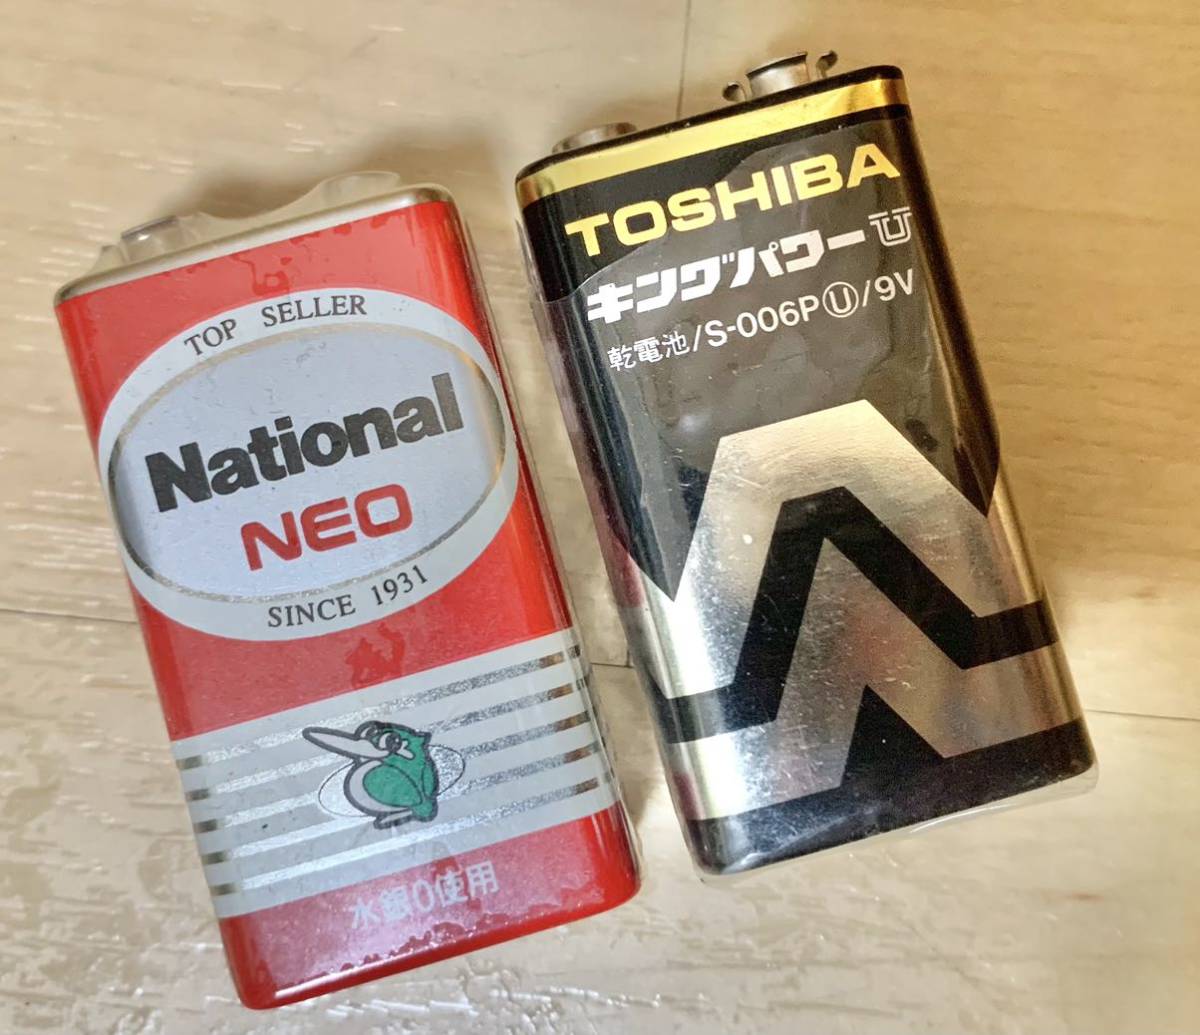 TOP SELLER
National
NEO
SINCE 1931
水銀0使用
TOSHIBA
キングパワーU
乾電池/S-006PⓊ/9V